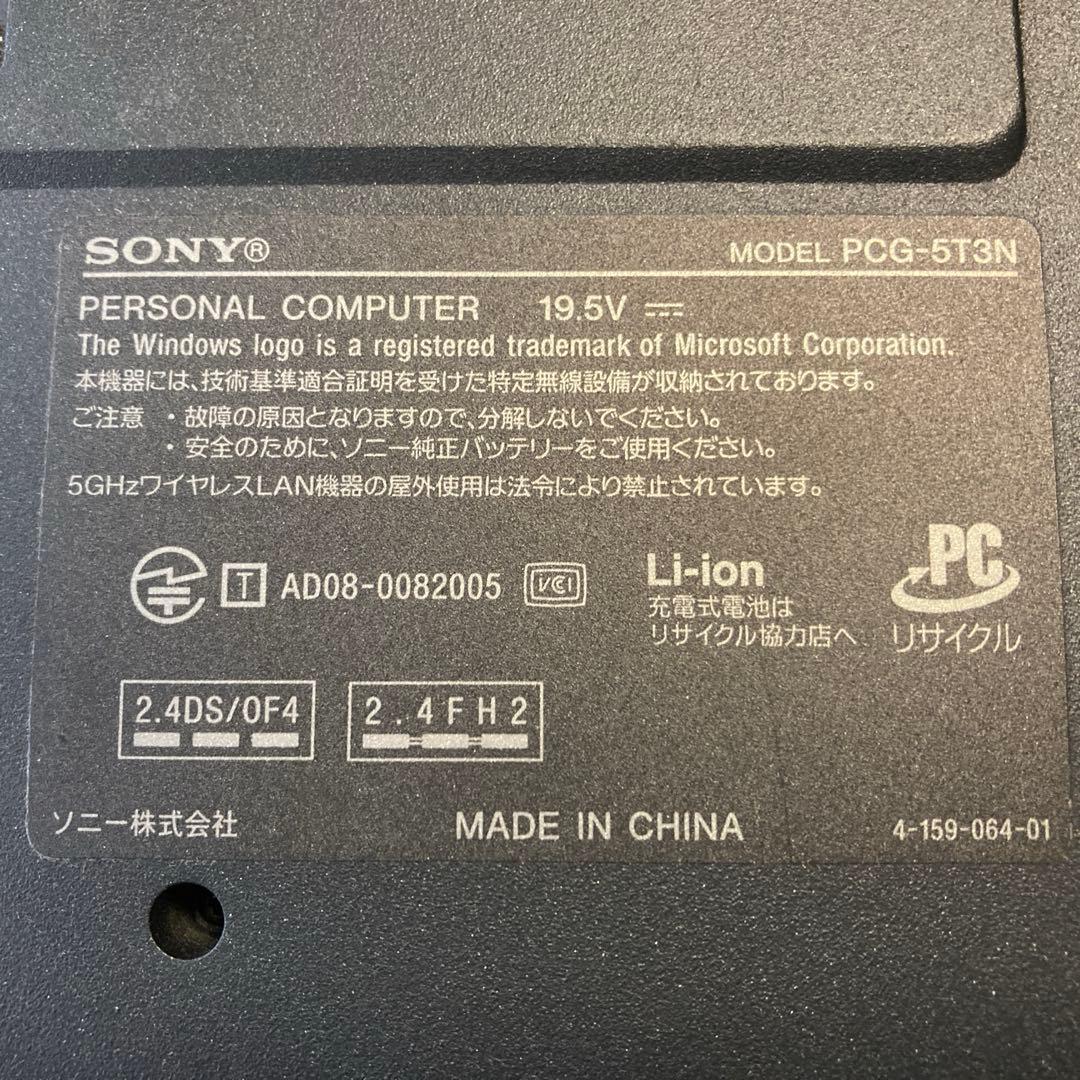 SONY®
MODEL PCG-5T3N
PERSONAL COMPUTER 19.5V ⎓
The Windows logo is a registered trademark of Microsoft Corporation.
本機器には、技術基準適合証明を受けた特定無線設備が収納されております。
ご注意 ・故障の原因となりますので、分解しないでください。
・安全のために、ソニー純正バッテリーをご使用ください。
5GHzワイヤレスLAN機器の屋外使用は法令により禁止されています。
T AD08-0082005 VCCI
Li-ion
充電式電池は
リサイクル協力店へ
PC
リサイクル
2.4DS/OF4
2.4FH2
ソニー株式会社
MADE IN CHINA
4-159-064-01